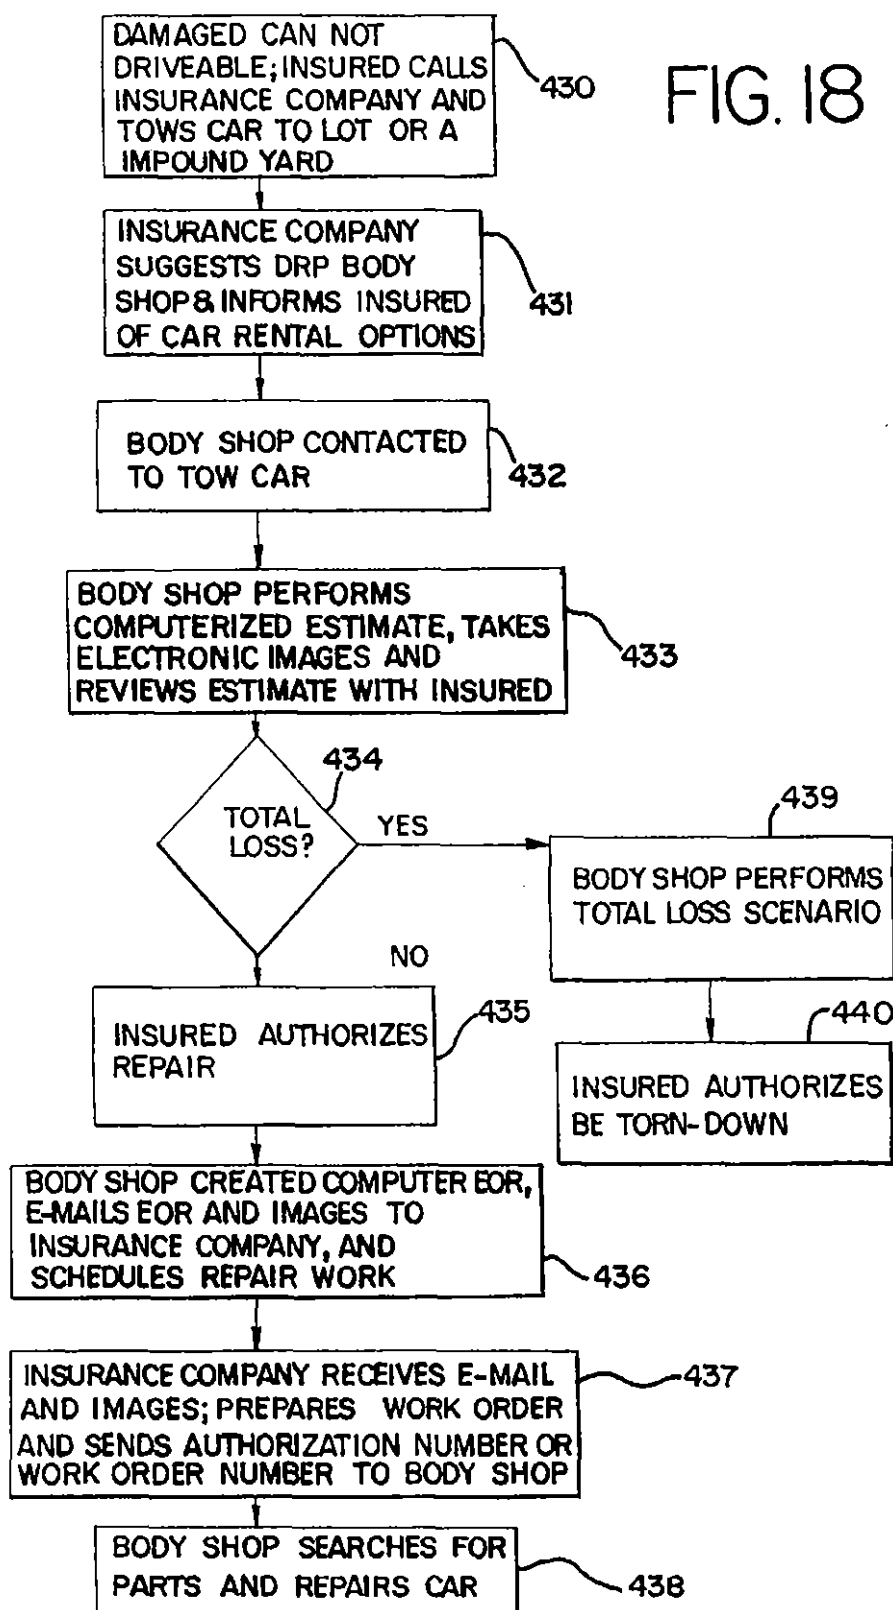 FIG. 18
DAMAGED CAN NOT
DRIVEABLE; INSURED CALLS
INSURANCE COMPANY AND
TOWS CAR TO LOT OR A
IMPOUND YARD
430
INSURANCE COMPANY
SUGGESTS DRP BODY
SHOP & INFORMS INSURED
OF CAR RENTAL OPTIONS
431
BODY SHOP CONTACTED
TO TOW CAR
432
BODY SHOP PERFORMS
COMPUTERIZED ESTIMATE, TAKES
ELECTRONIC IMAGES AND
REVIEWS ESTIMATE WITH INSURED
433
434
TOTAL
LOSS?
YES
NO
439
BODY SHOP PERFORMS
TOTAL LOSS SCENARIO
440
INSURED AUTHORIZES
BE TORN-DOWN
INSURED AUTHORIZES
REPAIR
435
BODY SHOP CREATED COMPUTER EOR,
E-MAILS EOR AND IMAGES TO
INSURANCE COMPANY, AND
SCHEDULES REPAIR WORK
436
INSURANCE COMPANY RECEIVES E-MAIL
AND IMAGES; PREPARES WORK ORDER
AND SENDS AUTHORIZATION NUMBER OR
WORK ORDER NUMBER TO BODY SHOP
437
BODY SHOP SEARCHES FOR
PARTS AND REPAIRS CAR
438